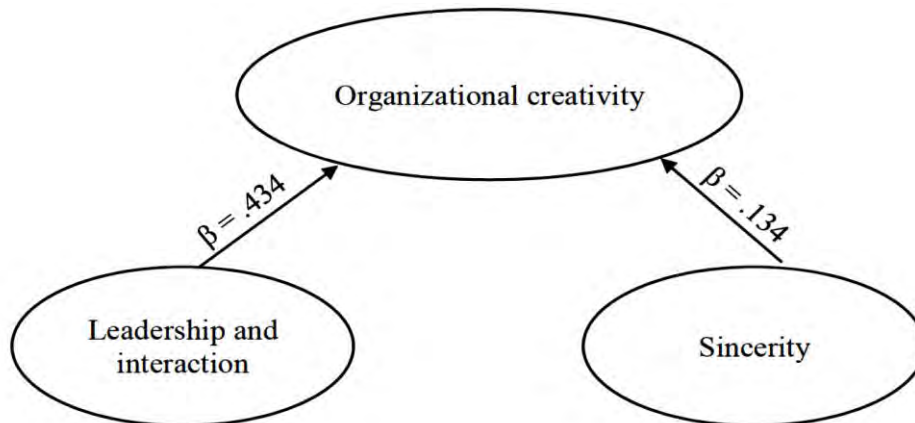 Organizational creativity
β = .434
β = .134
Leadership and
interaction
Sincerity